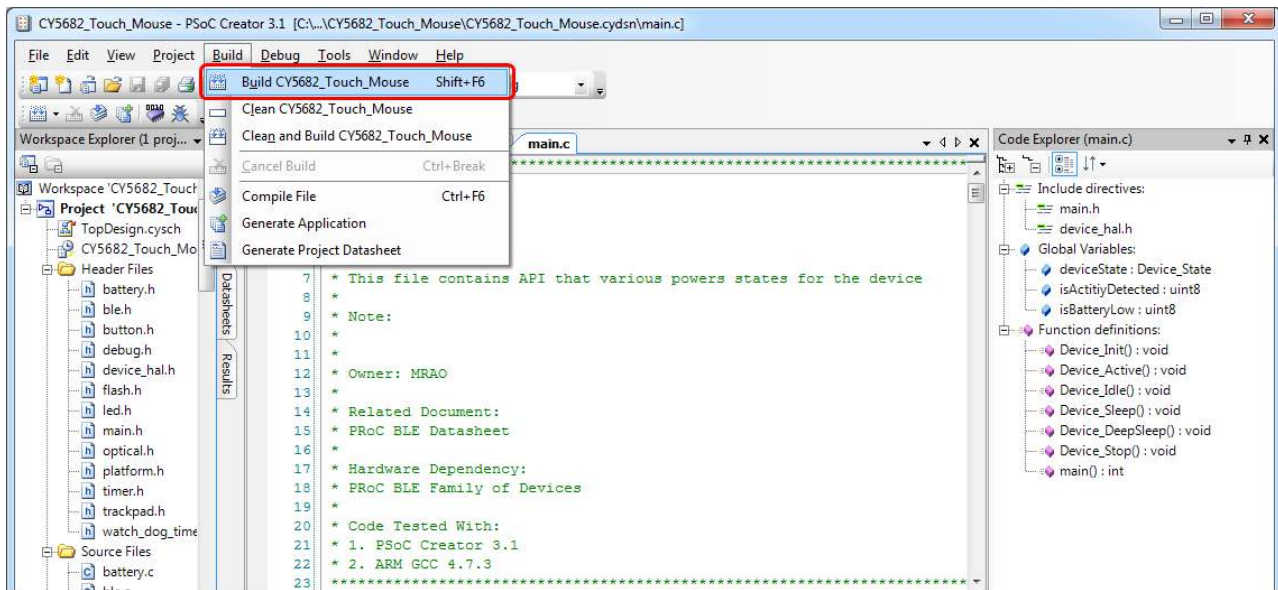 CY5682_Touch_Mouse - PSoC Creator 3.1 [C:\...\CY5682_Touch_Mouse\CY5682_Touch_Mouse.cydsn\main.c]
File Edit View Project Build Debug Tools Window Help
Build CY5682_Touch_Mouse Shift+F6
Clean CY5682_Touch_Mouse
Clean and Build CY5682_Touch_Mouse
Cancel Build Ctrl+Break
Compile File Ctrl+F6
Generate Application
Generate Project Datasheet
Workspace Explorer (1 proj...
Workspace 'CY5682_Touch
Project 'CY5682_Touc
TopDesign.cysch
CY5682_Touch_Mo
Header Files
h battery.h
h ble.h
h button.h
h debug.h
h device_hal.h
h flash.h
h led.h
h main.h
h optical.h
h platform.h
h timer.h
h trackpad.h
h watch_dog_time
Source Files
c battery.c
Datasheets
Results
main.c
*******************************************************************
7 * This file contains API that various powers states for the device
8 *
9 * Note:
10 *
11 *
12 * Owner: MRAO
13 *
14 * Related Document:
15 * PRoC BLE Datasheet
16 *
17 * Hardware Dependency:
18 * PRoC BLE Family of Devices
19 *
20 * Code Tested With:
21 * 1. PSoC Creator 3.1
22 * 2. ARM GCC 4.7.3
23 *****************************************************************************
Code Explorer (main.c)
Include directives:
main.h
device_hal.h
Global Variables:
deviceState : Device_State
isActitiyDetected : uint8
isBatteryLow : uint8
Function definitions:
Device_Init() : void
Device_Active() : void
Device_Idle() : void
Device_Sleep() : void
Device_DeepSleep() : void
Device_Stop() : void
main() : int